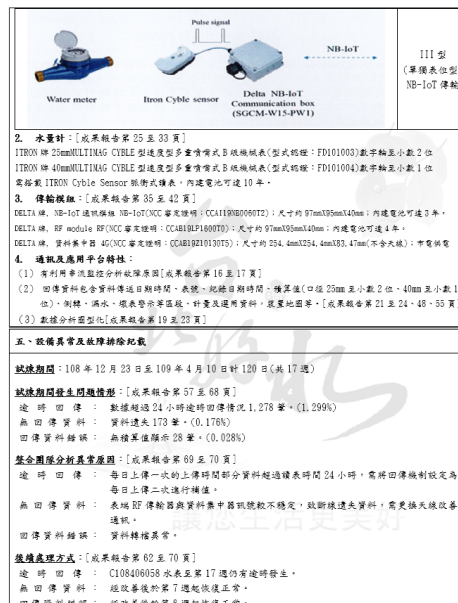 Pulse signal
NB-IoT
Water meter
Itron Cyble sensor
Delta NB-IoT
Communication box
(SGCM-W15-PW1)
III 型
(單獨表位型
NB-IoT 傳輸
2. 水量計：[成果報告第 25 至 33 頁]
ITRON 牌 25mmMULTIMAG CYBLE 型速度型多重噴嘴式 B 級機械表(型式認證：FD101003)數字輪至小數 2 位
ITRON 牌 40mmMULTIMAG CYBLE 型速度型多重噴嘴式 B 級機械表(型式認證：FD101004)數字輪至小數 1 位
需搭載 ITRON Cyble Sensor 脈衝式讀表，內建電池可達 10 年。
3. 傳輸模組：[成果報告第 35 至 42 頁]
DELTA 牌, NB-IoT 通訊模組 NB-IoT(NCC 審定證明：CCAI19NB0060T2)；尺寸約 97mmX95mmX40mm；內建電池可達 3 年。
DELTA 牌, RF module RF(NCC 審定證明：CCAB19LP1600T0)；尺寸約 97mmX95mmX40mm；內建電池可達 4 年。
DELTA 牌, 資料集中器 4G(NCC 審定證明：CCAB19Z10130T5)；尺寸約 254.4mmX254.4mmX83.47mm(不含天線)；市電供電
4. 通訊及應用平台特性：
(1) 有利用串流監控分析故障原因[成果報告第 16 至 17 頁]
(2) 回傳資料包含資料傳送日期時間、表號、紀錄日期時間、積算值(口徑 25mm 至小數 2 位、40mm 至小數 1
位)、倒轉、漏水、磁表警示等區段、計量及運用資料，裝置地圖等。[成果報告第 21 至 24、48、55 頁]
(3) 數據分析圖型化[成果報告第 19 至 23 頁]
五、設備異常及故障排除紀載
試煉期間：108 年 12 月 23 日至 109 年 4 月 10 日計 120 日(共 17 週)
試煉期間發生問題情形：[成果報告第 57 至 68 頁]
逾時回傳：數據超過 24 小時逾時回傳情況 1,278 筆。(1.299%)
無回傳資料：資料遺失 173 筆。(0.176%)
回傳資料錯誤：無積算值顯示 28 筆。(0.028%)
整合團隊分析異常原因：[成果報告第 69 至 70 頁]
逾時回傳：每日上傳一次的上傳時間部分資料超過讀表時間 24 小時，需將回傳機制設定為
每日上傳二次進行補值。
無回傳資料：表端 RF 傳輸器與資料集中器訊號較不穩定，致斷線遺失資料，需更換天線改善
通訊。
回傳資料錯誤：資料轉檔異常。
後續處理方式：[成果報告第 62 至 70 頁]
逾時回傳：C108406058 水表至第 17 週仍有逾時發生。
無回傳資料：經改善後於第 7 週起恢復正常。
讓您生活更美好